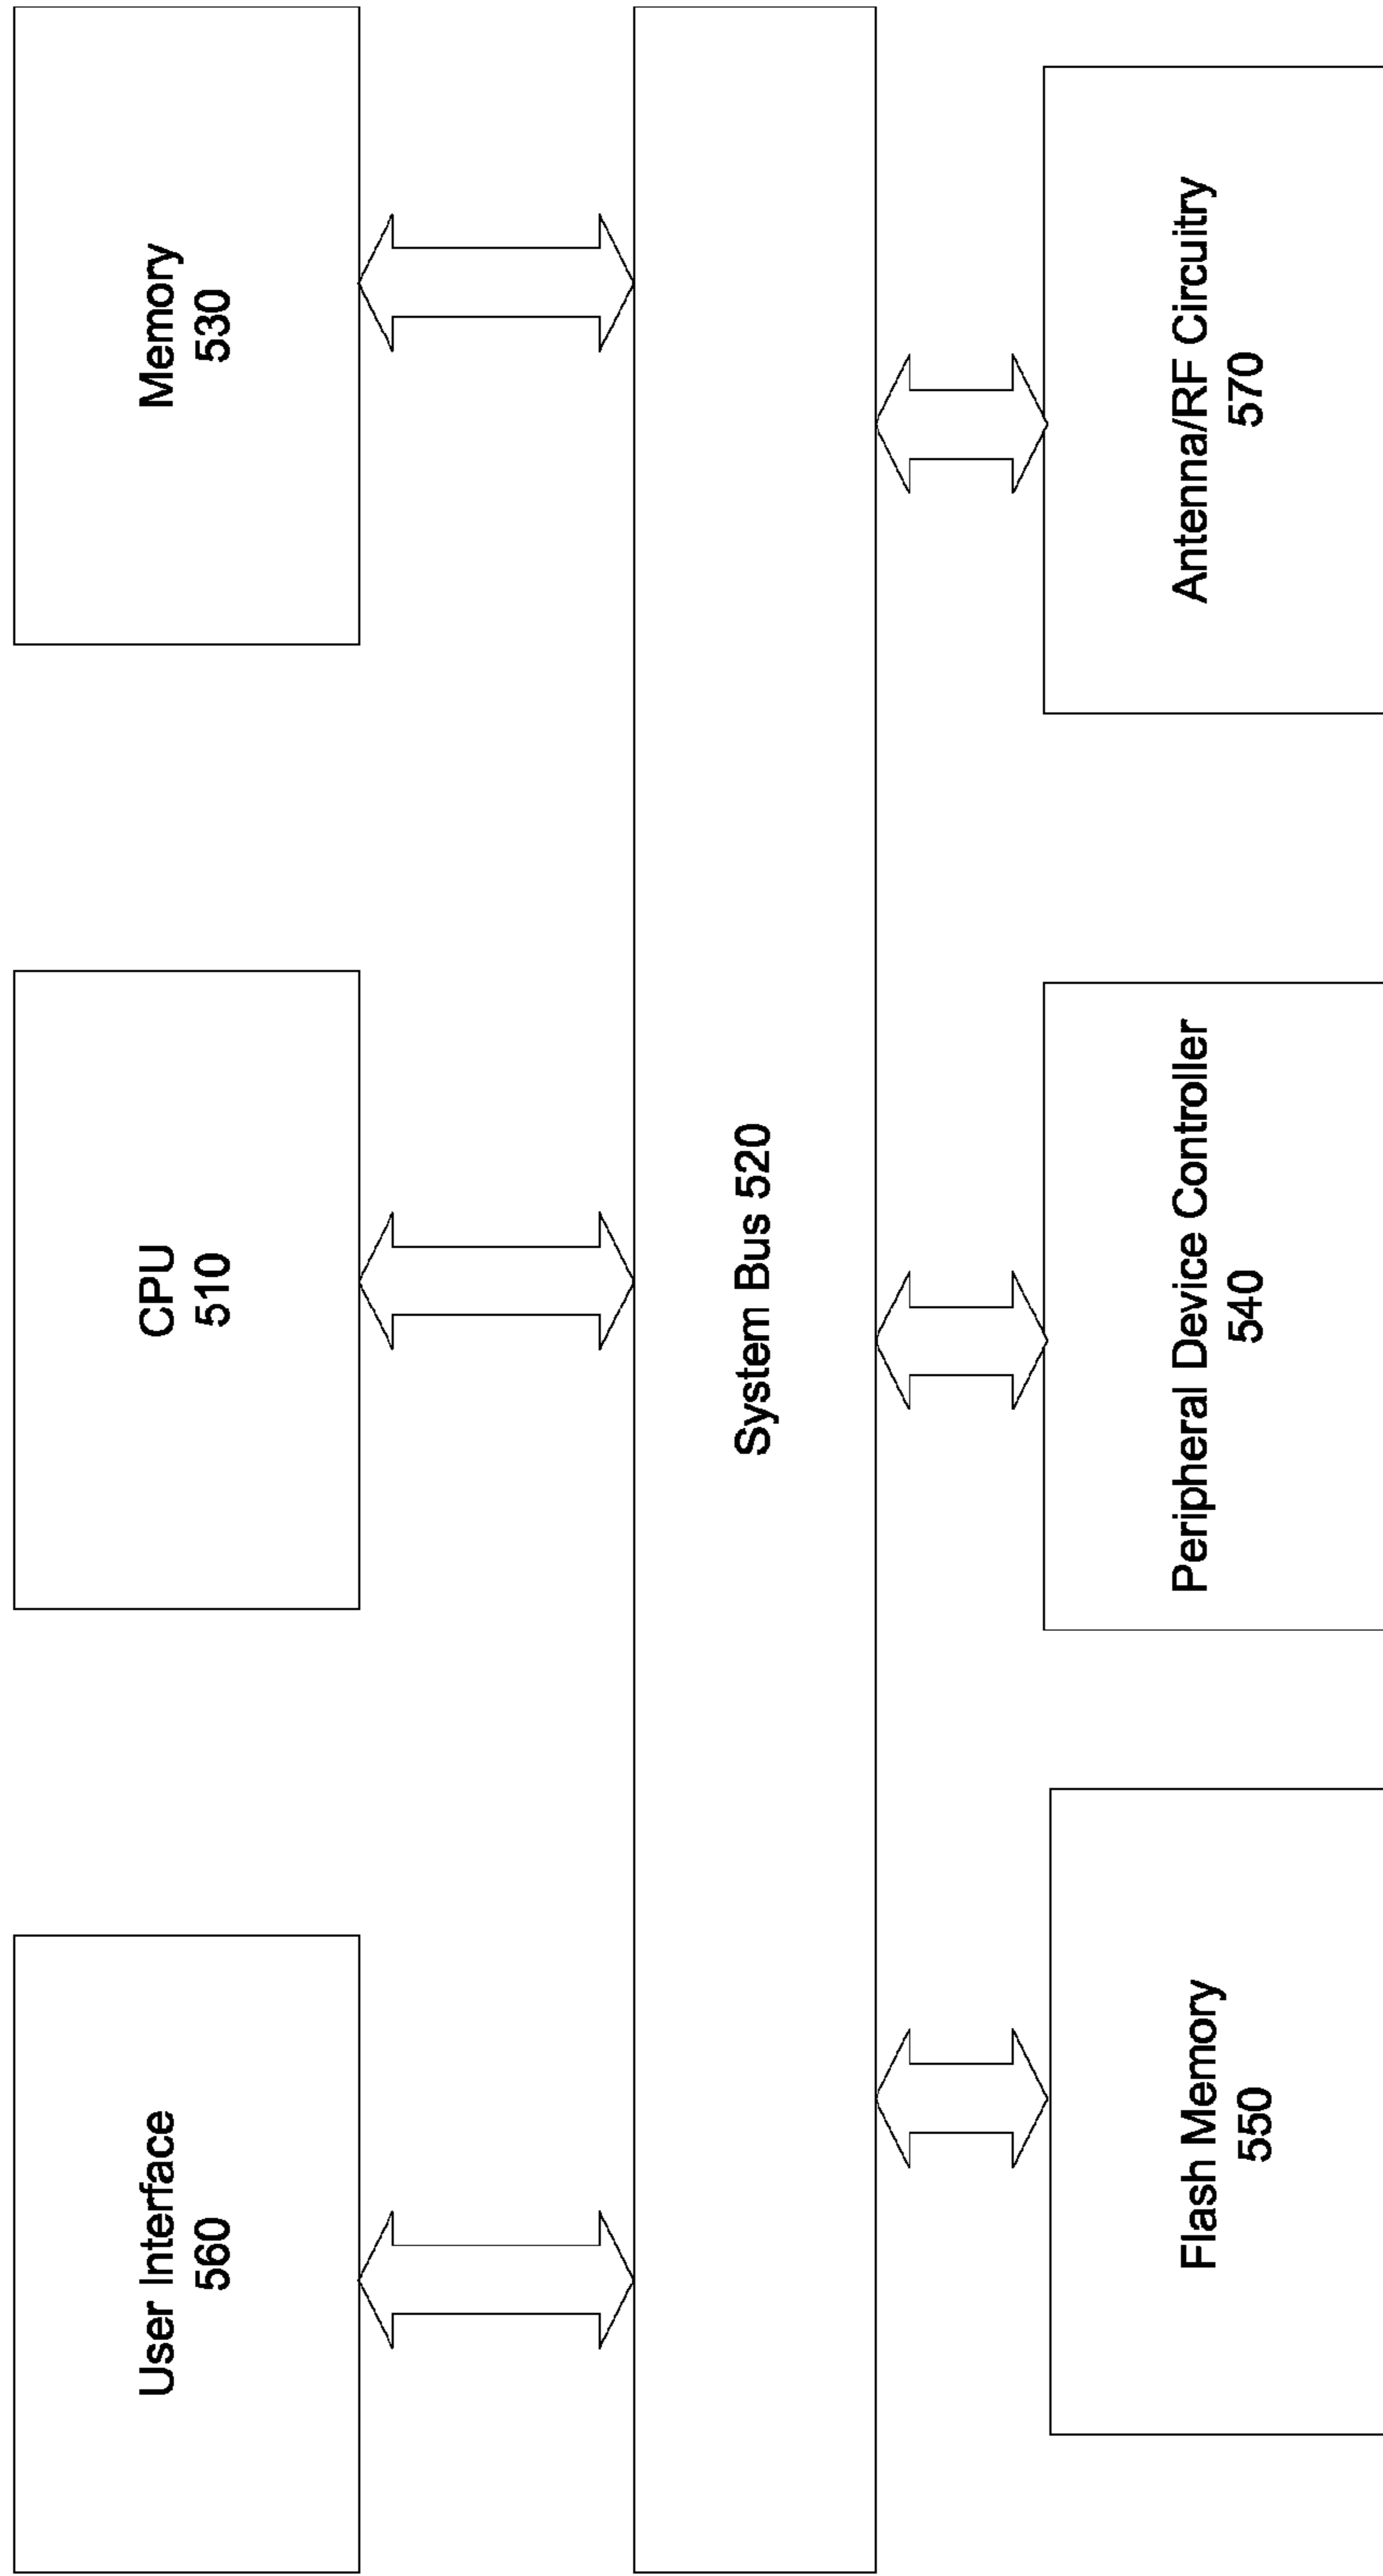 User Interface
560
CPU
510
Memory
530
System Bus 520
Flash Memory
550
Peripheral Device Controller
540
Antenna/RF Circuitry
570